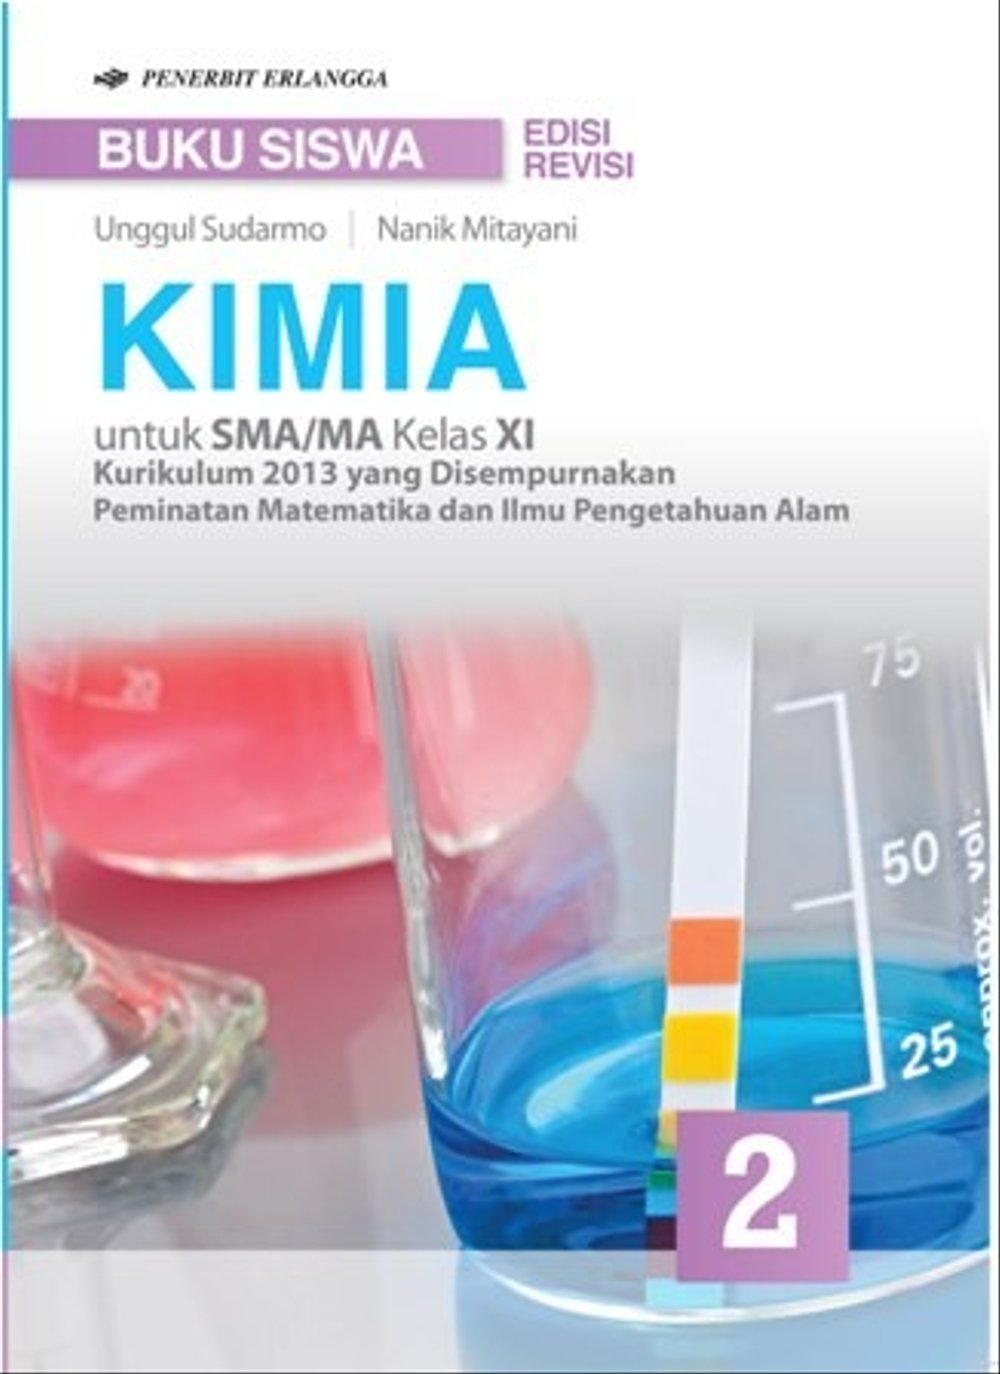 PENERBIT ERLANGGA
BUKU SISWA
EDISI
REVISI
Unggul Sudarmo | Nanik Mitayani
KIMIA
untuk SMA/MA Kelas XI
Kurikulum 2013 yang Disempurnakan
Peminatan Matematika dan Ilmu Pengetahuan Alam
20
75
50
25
approx. vol.
2